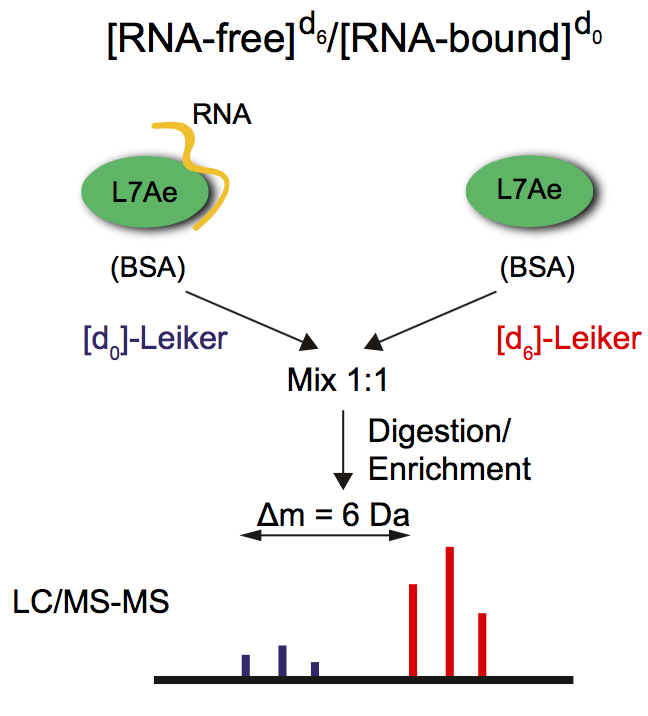 [RNA-free]d6/[RNA-bound]d0
RNA
L7Ae
L7Ae
(BSA)
(BSA)
[d0]-Leiker
[d6]-Leiker
Mix 1:1
Digestion/
Enrichment
Δm = 6 Da
LC/MS-MS